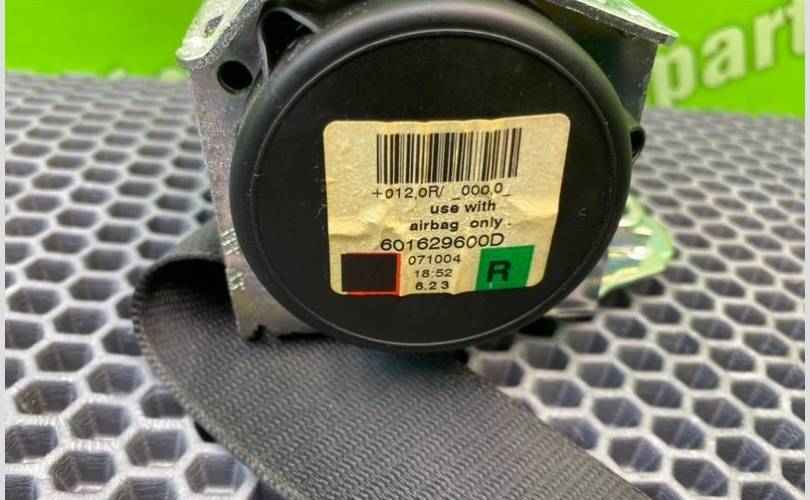 part
+012,0R/ _000,0_
use with
airbag only.
601629600D
071004
18:52
6.23
R